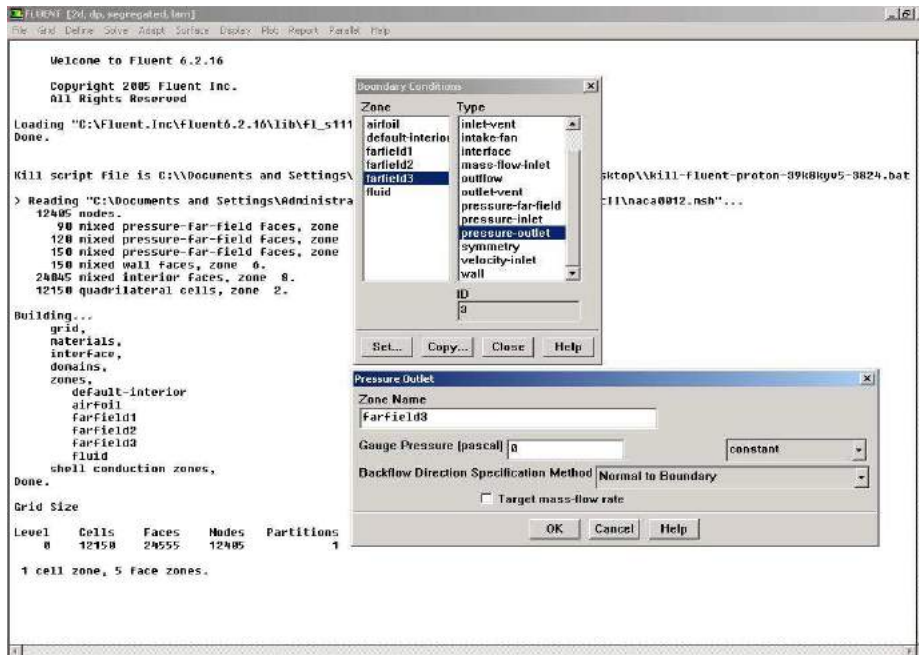 FLUENT [2d, dp, segregated, lam]
File Grid Define Solve Adapt Surface Display Plot Report Parallel Help
Welcome to Fluent 6.2.16
Copyright 2005 Fluent Inc.
All Rights Reserved
Loading "C:\Fluent.Inc\fluent6.2.16\lib\fl_s111
Done.
Kill script file is C:\\Documents and Settings\
sktop\\kill-fluent-proton-39k8kyv5-3824.bat
> Reading "C:\Documents and Settings\Administra
ll\naca0012.msh"...
12405 nodes.
90 mixed pressure-far-field faces, zone
120 mixed pressure-far-field faces, zone
150 mixed pressure-far-field faces, zone
150 mixed wall faces, zone 6.
24045 mixed interior faces, zone 8.
12150 quadrilateral cells, zone 2.
Building...
grid,
materials,
interface,
domains,
zones,
default-interior
airfoil
farfield1
farfield2
farfield3
fluid
shell conduction zones,
Done.
Grid Size
Level Cells Faces Nodes Partitions
0 12150 24555 12405 1
1 cell zone, 5 face zones.
Boundary Conditions
Zone
airfoil
default-interior
farfield1
farfield2
farfield3
fluid
Type
inlet-vent
intake-fan
interface
mass-flow-inlet
outflow
outlet-vent
pressure-far-field
pressure-inlet
pressure-outlet
symmetry
velocity-inlet
wall
ID
3
Set... Copy... Close Help
Pressure Outlet
Zone Name
farfield3
Gauge Pressure (pascal) 0 constant
Backflow Direction Specification Method Normal to Boundary
Target mass-flow rate
OK Cancel Help